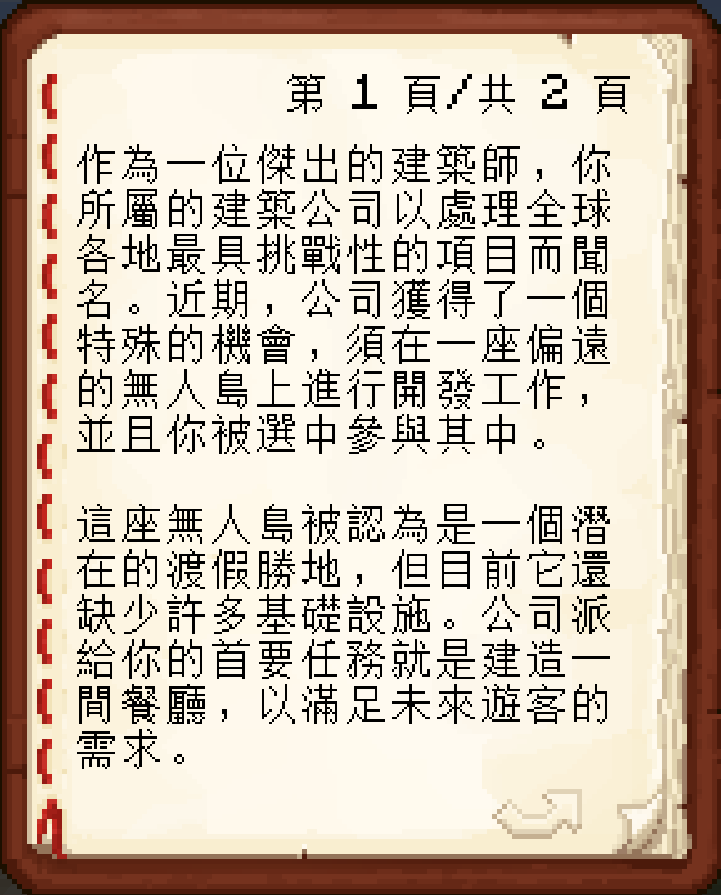 第 1 頁/共 2 頁
作為一位傑出的建築師，你
所屬的建築公司以處理全球
各地最具挑戰性的項目而聞
名。近期，公司獲得了一個
特殊的機會，須在一座偏遠
的無人島上進行開發工作，
並且你被選中參與其中。
這座無人島被認為是一個潛
在的渡假勝地，但目前它還
缺少許多基礎設施。公司派
給你的首要任務就是建造一
間餐廳，以滿足未來遊客的
需求。